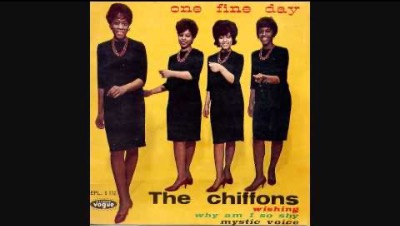 one fine day
The chiffons
wishing
why am i so shy
mystic voice
vogue